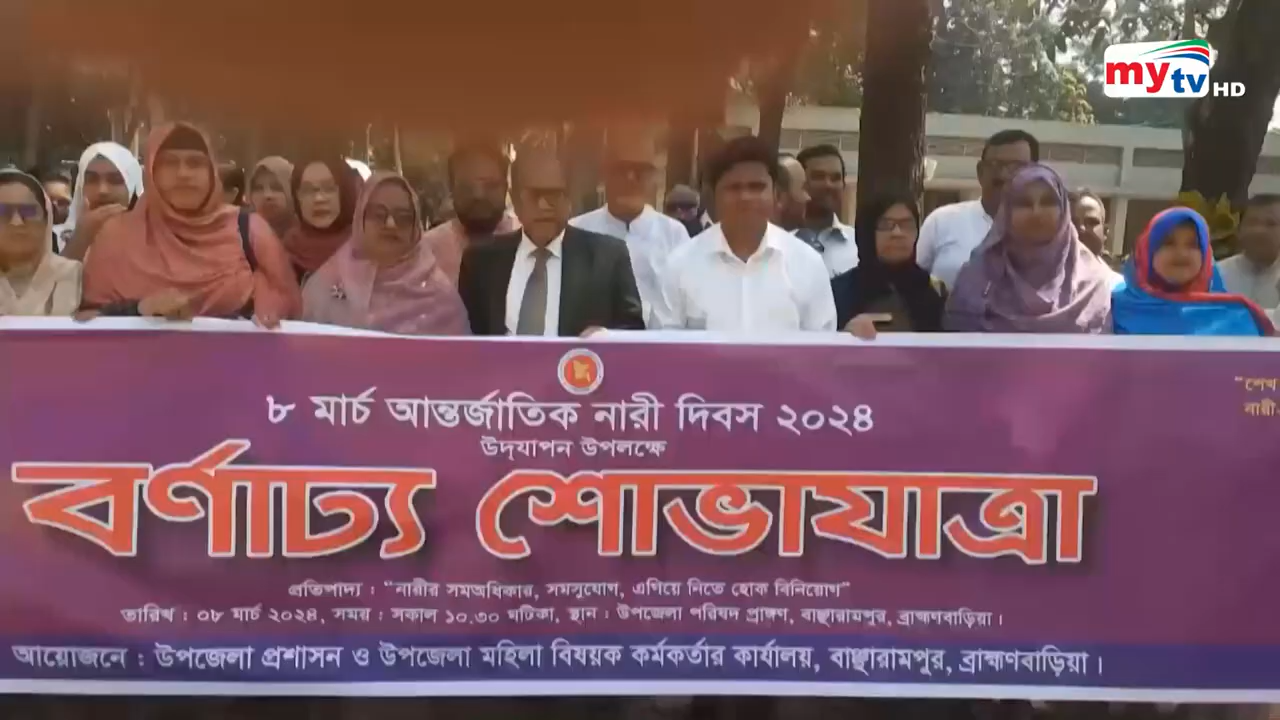 mytv HD
৮ মার্চ আন্তর্জাতিক নারী দিবস ২০২৪
উদ্‌যাপন উপলক্ষে
বর্ণাঢ্য শোভাযাত্রা
প্রতিপাদ্য : "নারীর সমঅধিকার, সমসুযোগ, এগিয়ে নিতে হোক বিনিয়োগ"
তারিখ : ০৮ মার্চ ২০২৪, সময় : সকাল ১০.৩০ ঘটিকা, স্থান : উপজেলা পরিষদ প্রাঙ্গণ, বাঞ্ছারামপুর, ব্রাহ্মণবাড়িয়া।
আয়োজনে : উপজেলা প্রশাসন ও উপজেলা মহিলা বিষয়ক কর্মকর্তার কার্যালয়, বাঞ্ছারামপুর, ব্রাহ্মণবাড়িয়া।
"শেখ
নারী